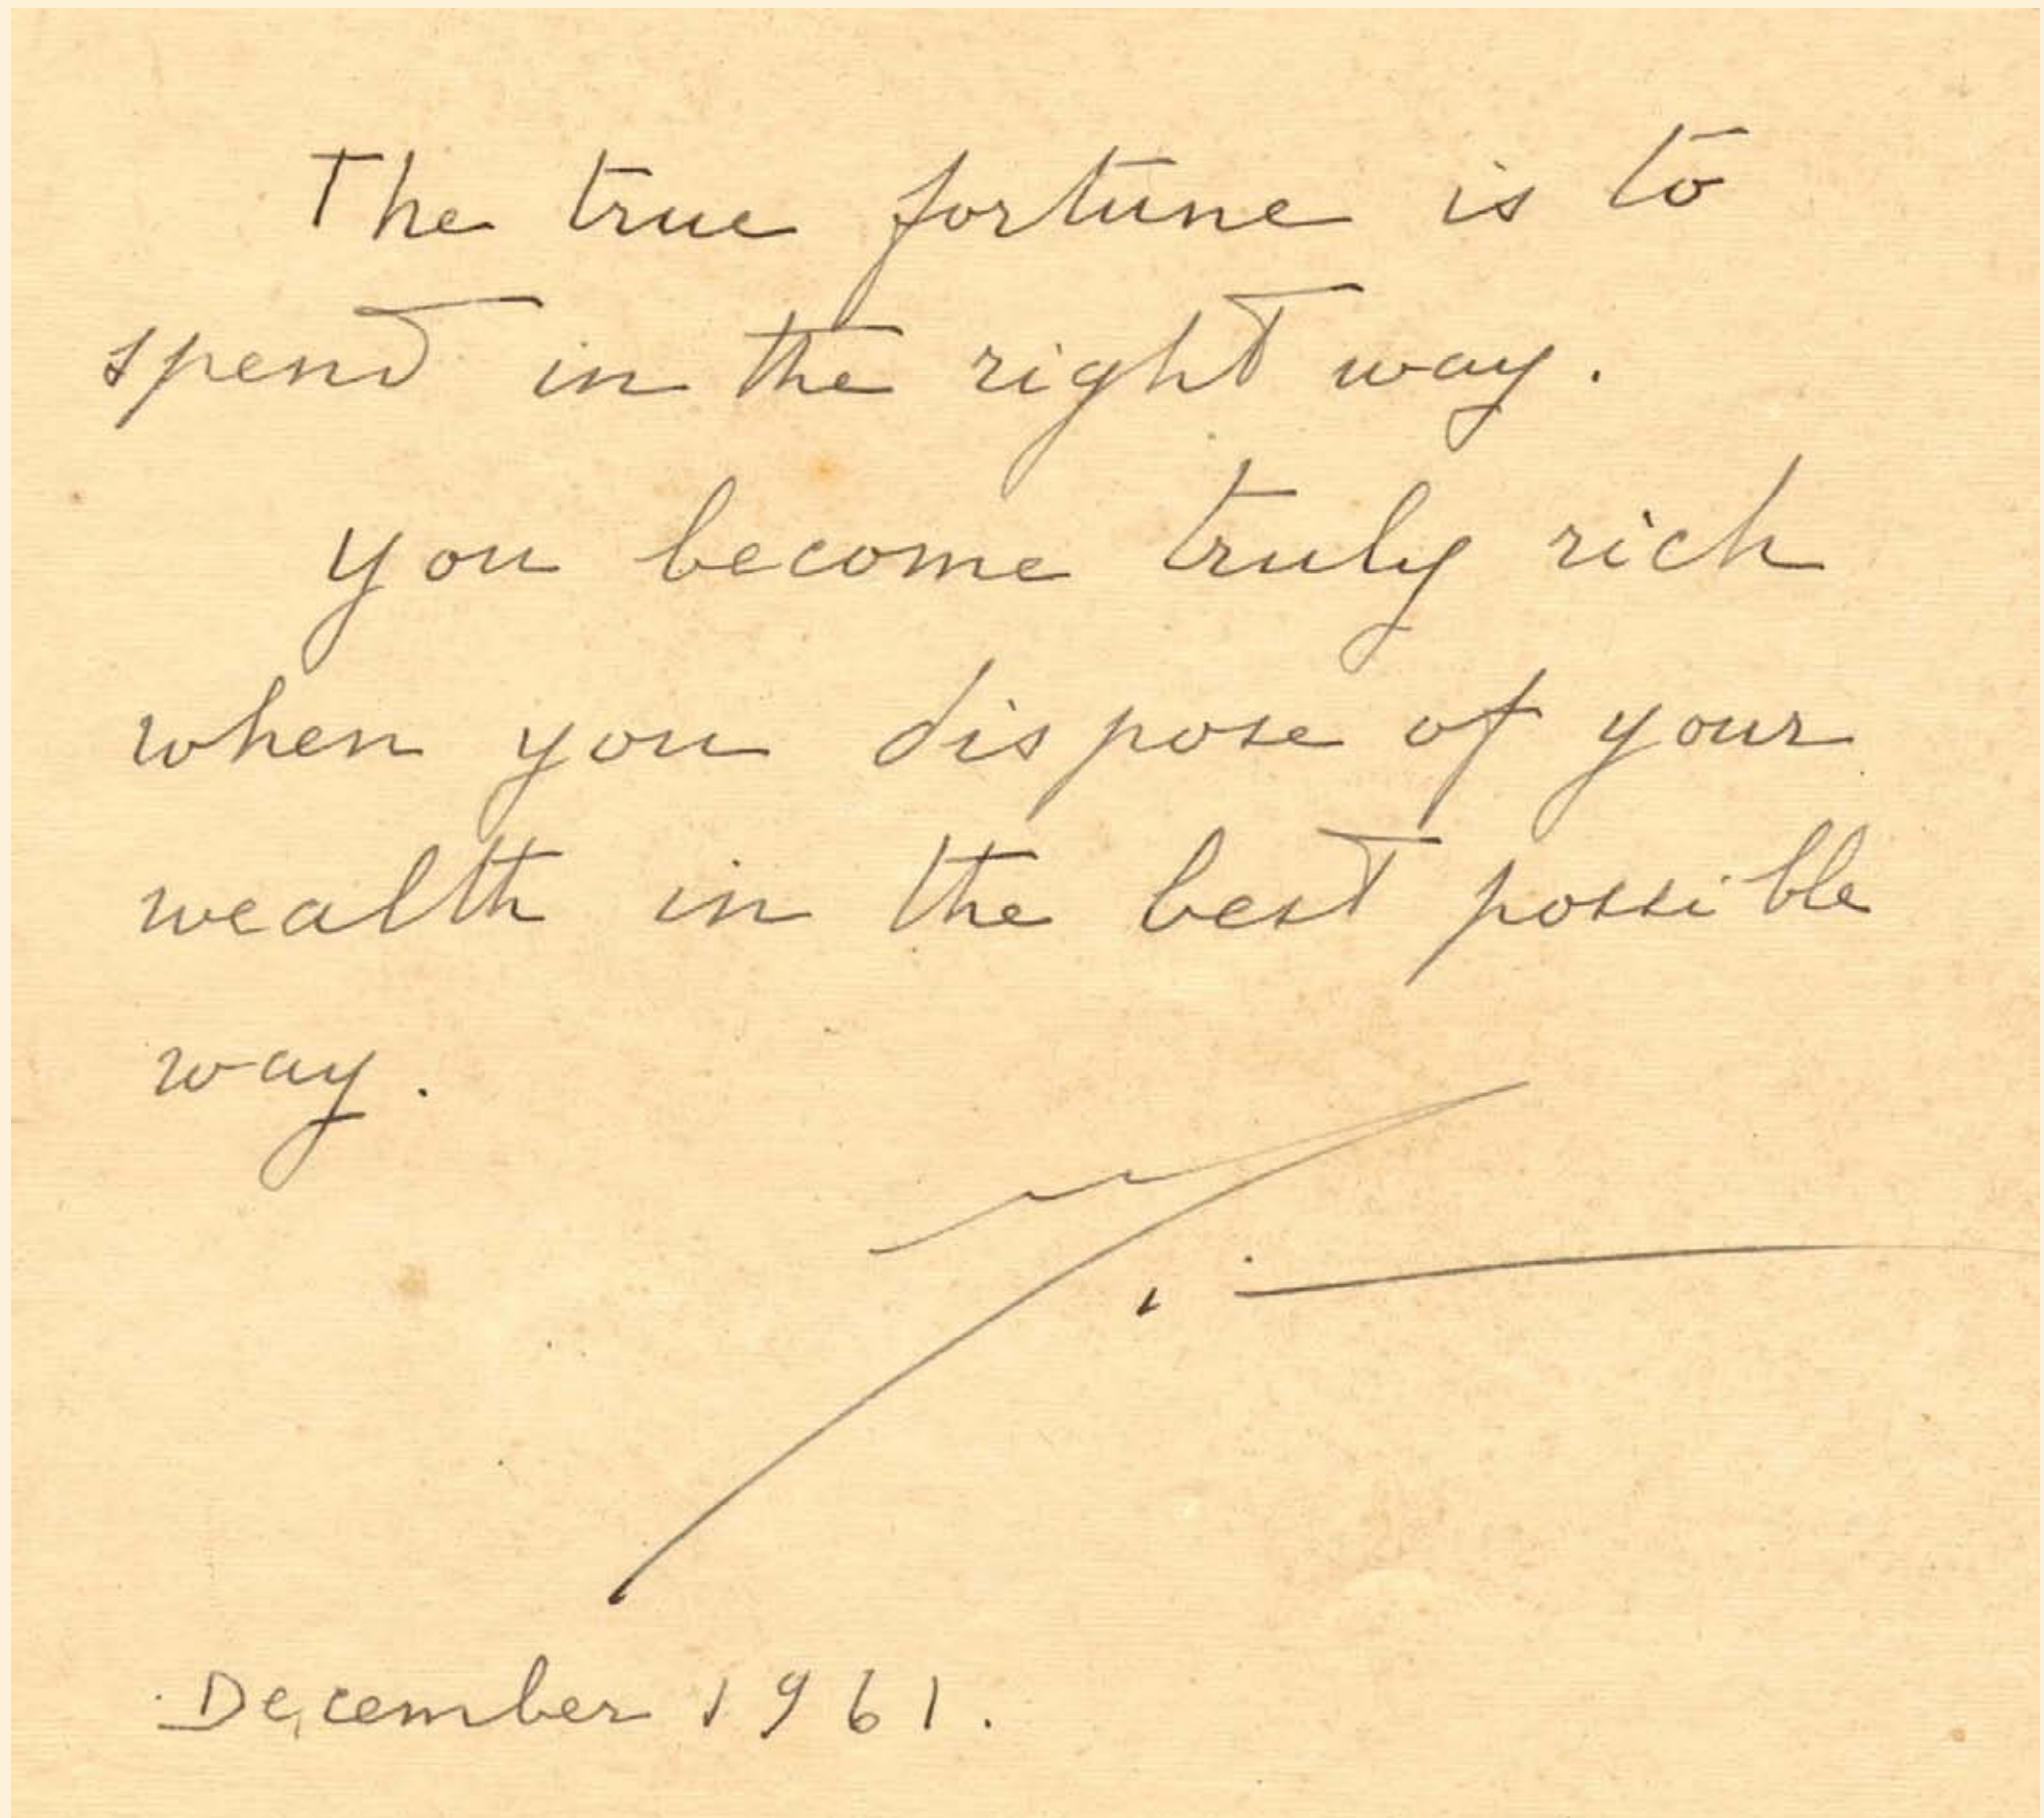 The true fortune is to
spend in the right way.
you become truly rich
when you dispose of your
wealth in the best possible
way.
December 1961.